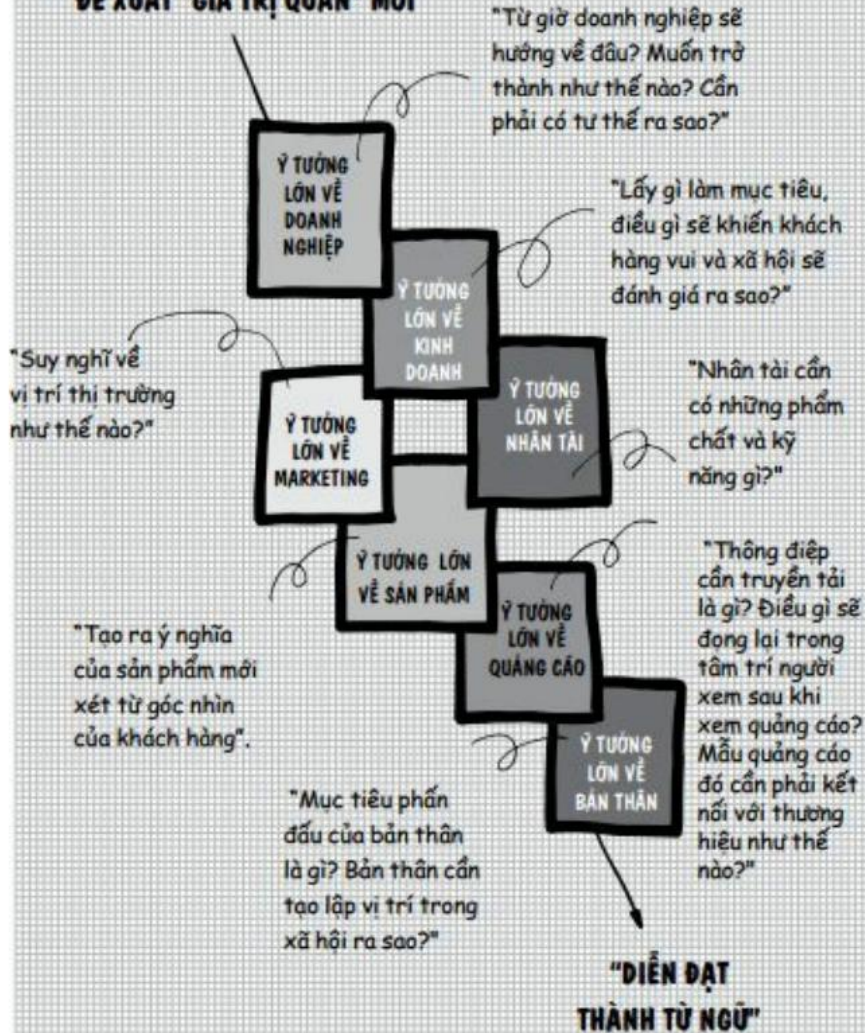 ĐỀ XUẤT "GIÁ TRỊ QUAN" MỚI
"Từ giờ doanh nghiệp sẽ
hướng về đâu? Muốn trở
thành như thế nào? Cần
phải có tư thế ra sao?"
Ý TƯỞNG
LỚN VỀ
DOANH
NGHIỆP
"Lấy gì làm mục tiêu,
điều gì sẽ khiến khách
hàng vui và xã hội sẽ
đánh giá ra sao?"
Ý TƯỞNG
LỚN VỀ
KINH
DOANH
"Suy nghĩ về
vị trí thị trường
như thế nào?"
Ý TƯỞNG
LỚN VỀ
MARKETING
"Nhân tài cần
có những phẩm
chất và kỹ
năng gì?"
Ý TƯỞNG
LỚN VỀ
NHÂN TÀI
Ý TƯỞNG LỚN
VỀ SẢN PHẨM
"Tạo ra ý nghĩa
của sản phẩm mới
xét từ góc nhìn
của khách hàng".
"Thông điệp
cần truyền tải
là gì? Điều gì sẽ
đọng lại trong
tâm trí người
xem sau khi
xem quảng cáo?
Mẫu quảng cáo
đó cần phải kết
nối với thương
hiệu như thế
nào?"
Ý TƯỞNG
LỚN VỀ
QUẢNG CÁO
Ý TƯỞNG
LỚN VỀ
BẢN THÂN
"Mục tiêu phấn
đấu của bản thân
là gì? Bản thân cần
tạo lập vị trí trong
xã hội ra sao?"
"DIỄN ĐẠT
THÀNH TỪ NGỮ"